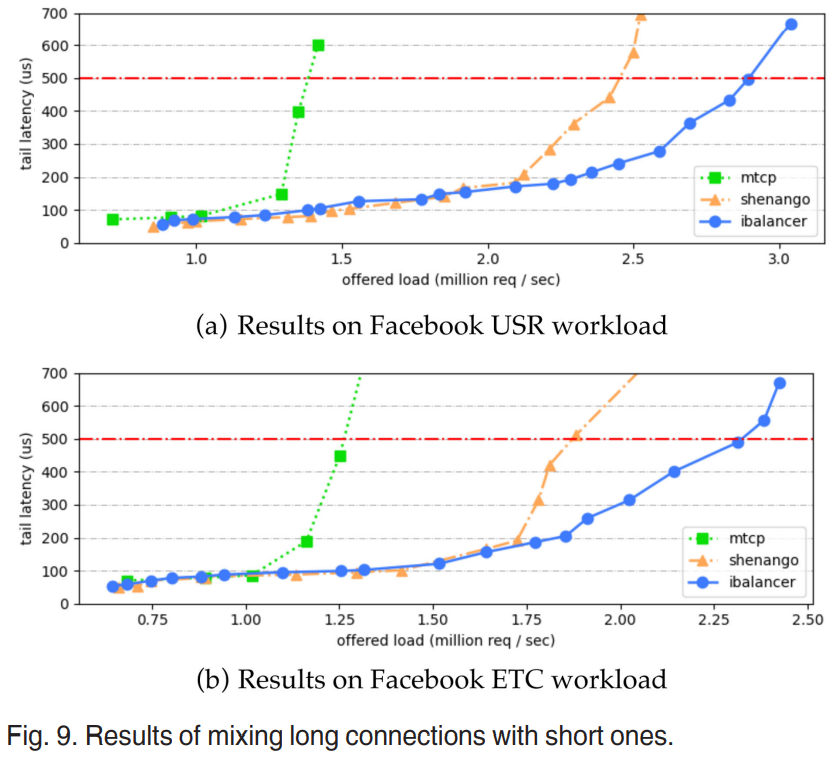 700
600
500
400
300
200
100
0
tail latency (us)
1.0 1.5 2.0 2.5 3.0
offered load (million req / sec)
mtcp
shenango
ibalancer
(a) Results on Facebook USR workload
700
600
500
400
300
200
100
0
tail latency (us)
0.75 1.00 1.25 1.50 1.75 2.00 2.25 2.50
offered load (million req / sec)
mtcp
shenango
ibalancer
(b) Results on Facebook ETC workload
Fig. 9. Results of mixing long connections with short ones.